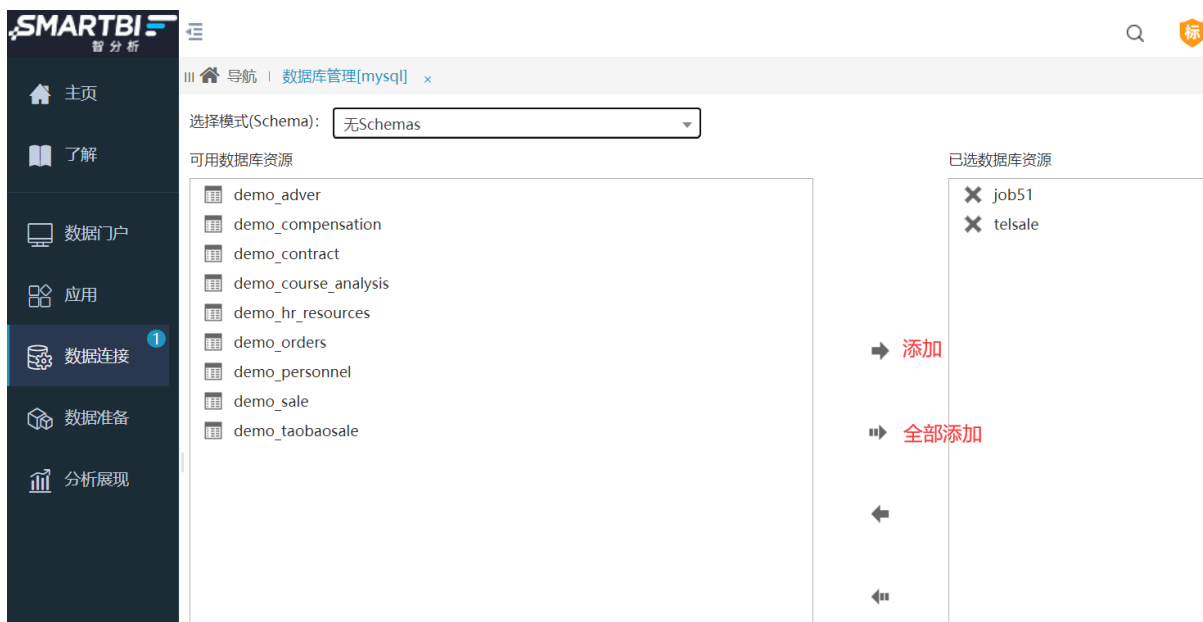 SMARTBI
智分析
标
导航 数据库管理[mysql] ×
主页
了解
数据门户
应用
数据连接 1
数据准备
分析展现
选择模式(Schema): 无Schemas
可用数据库资源
demo_adver
demo_compensation
demo_contract
demo_course_analysis
demo_hr_resources
demo_orders
demo_personnel
demo_sale
demo_taobaosale
添加
全部添加
已选数据库资源
job51
telsale